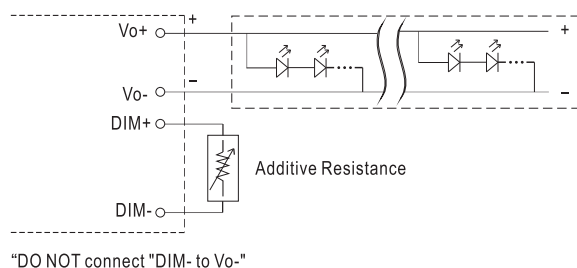 Vo+
+
+
Vo-
−
−
DIM+
Additive Resistance
DIM-
“DO NOT connect "DIM- to Vo-"